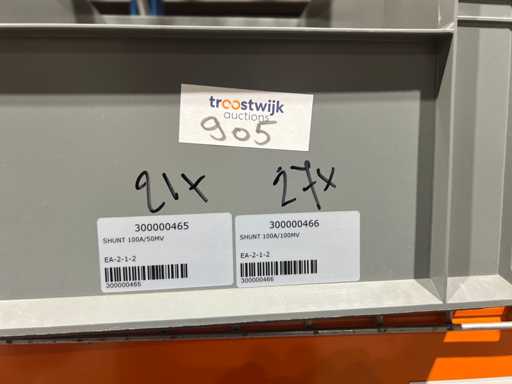 troostwijk
auctions
905
21x
27x
300000465
SHUNT 100A/50MV
EA-2-1-2
300000465
300000466
SHUNT 100A/100MV
EA-2-1-2
300000466